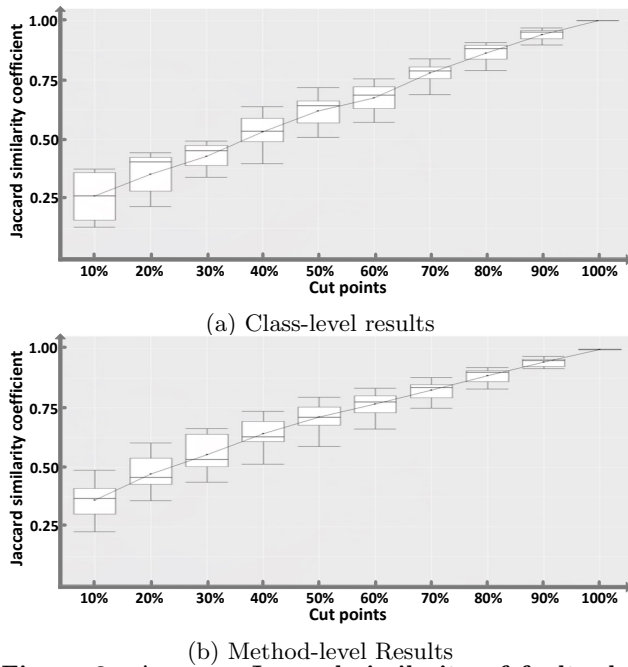 1.00
0.75
0.50
0.25
Jaccard similarity coefficient
10% 20% 30% 40% 50% 60% 70% 80% 90% 100%
Cut points
(a) Class-level results
1.00
0.75
0.50
0.25
Jaccard similarity coefficient
10% 20% 30% 40% 50% 60% 70% 80% 90% 100%
Cut points
(b) Method-level Results